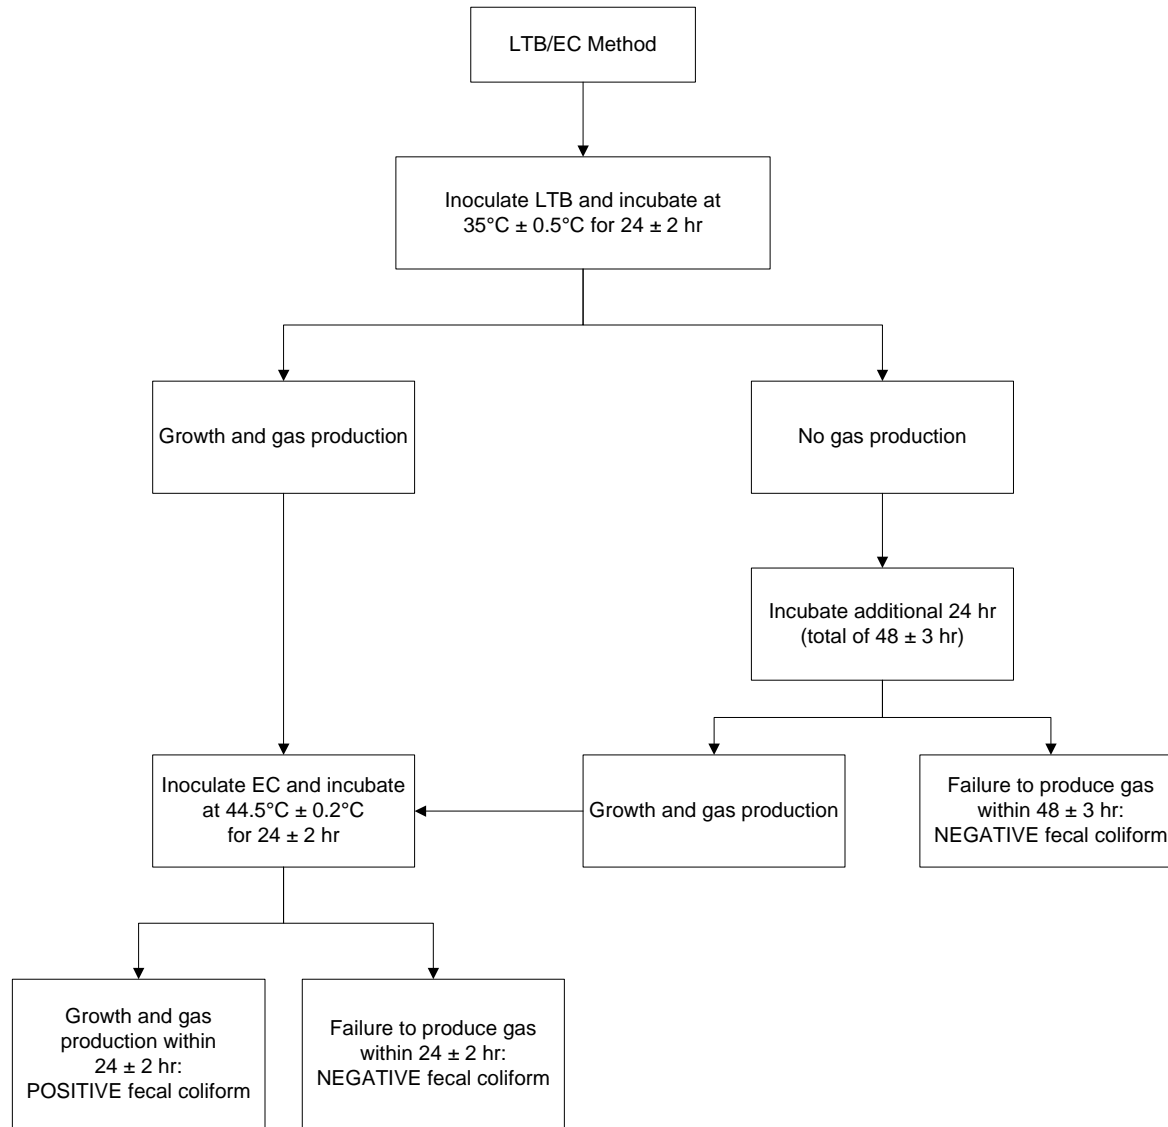 LTB/EC Method
Inoculate LTB and incubate at
35°C ± 0.5°C for 24 ± 2 hr
Growth and gas production
No gas production
Incubate additional 24 hr
(total of 48 ± 3 hr)
Inoculate EC and incubate
at 44.5°C ± 0.2°C
for 24 ± 2 hr
Growth and gas production
Failure to produce gas
within 48 ± 3 hr:
NEGATIVE fecal coliform
Growth and gas
production within
24 ± 2 hr:
POSITIVE fecal coliform
Failure to produce gas
within 24 ± 2 hr:
NEGATIVE fecal coliform